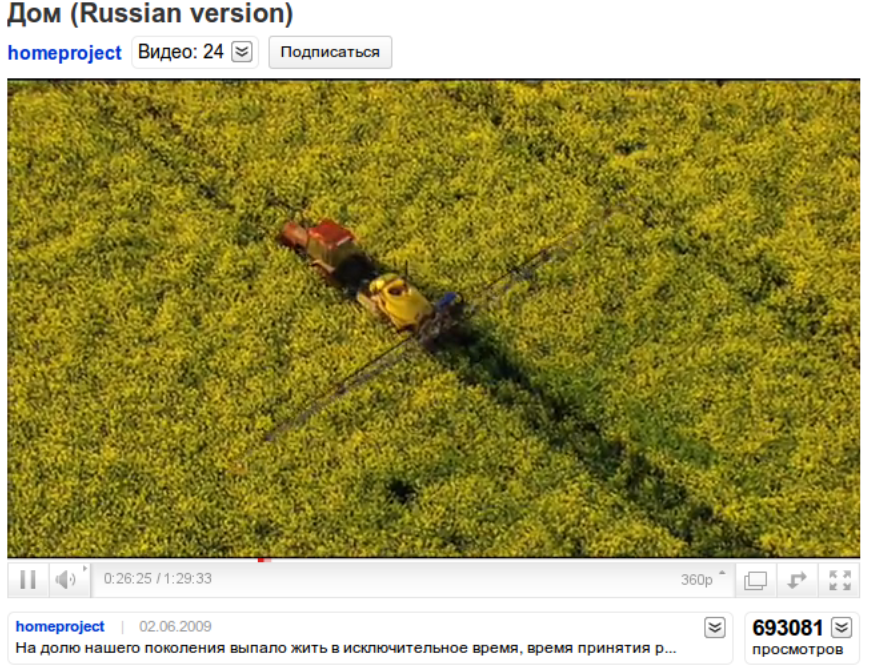 Дом (Russian version)
homeproject Видео: 24 Подписаться
0:26:25 / 1:29:33 360p
homeproject | 02.06.2009 693081
На долю нашего поколения выпало жить в исключительное время, время принятия р... просмотров